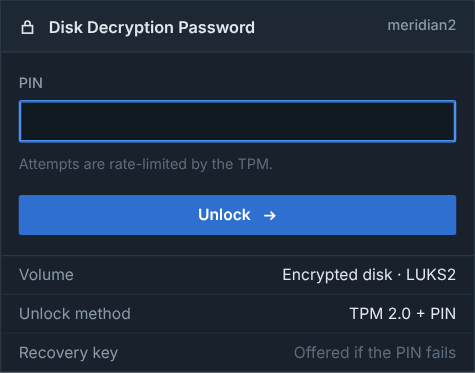 Disk Decryption Password
meridian2
PIN
Attempts are rate-limited by the TPM.
Unlock →
Volume
Encrypted disk · LUKS2
Unlock method
TPM 2.0 + PIN
Recovery key
Offered if the PIN fails